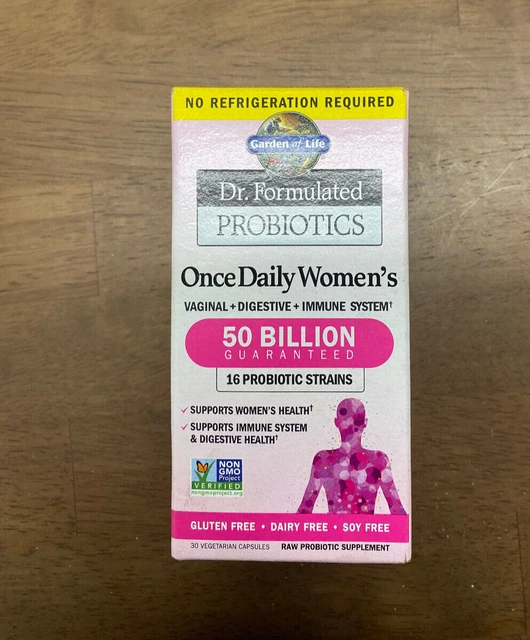 NO REFRIGERATION REQUIRED
Garden of Life
Dr. Formulated
PROBIOTICS
Once Daily Women's
VAGINAL + DIGESTIVE + IMMUNE SYSTEM†
50 BILLION
GUARANTEED
16 PROBIOTIC STRAINS
✓ SUPPORTS WOMEN'S HEALTH†
✓ SUPPORTS IMMUNE SYSTEM
& DIGESTIVE HEALTH†
NON
GMO
Project
VERIFIED
nongmoproject.org
GLUTEN FREE • DAIRY FREE • SOY FREE
30 VEGETARIAN CAPSULES RAW PROBIOTIC SUPPLEMENT